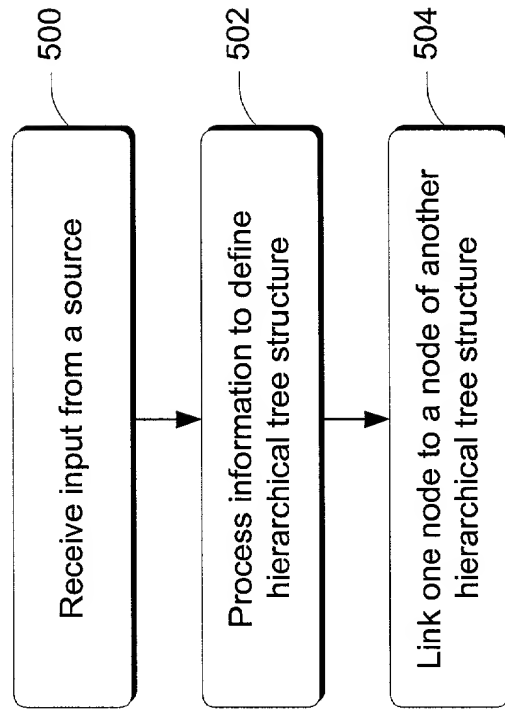 Receive input from a source
500
Process information to define
hierarchical tree structure
502
Link one node to a node of another
hierarchical tree structure
504